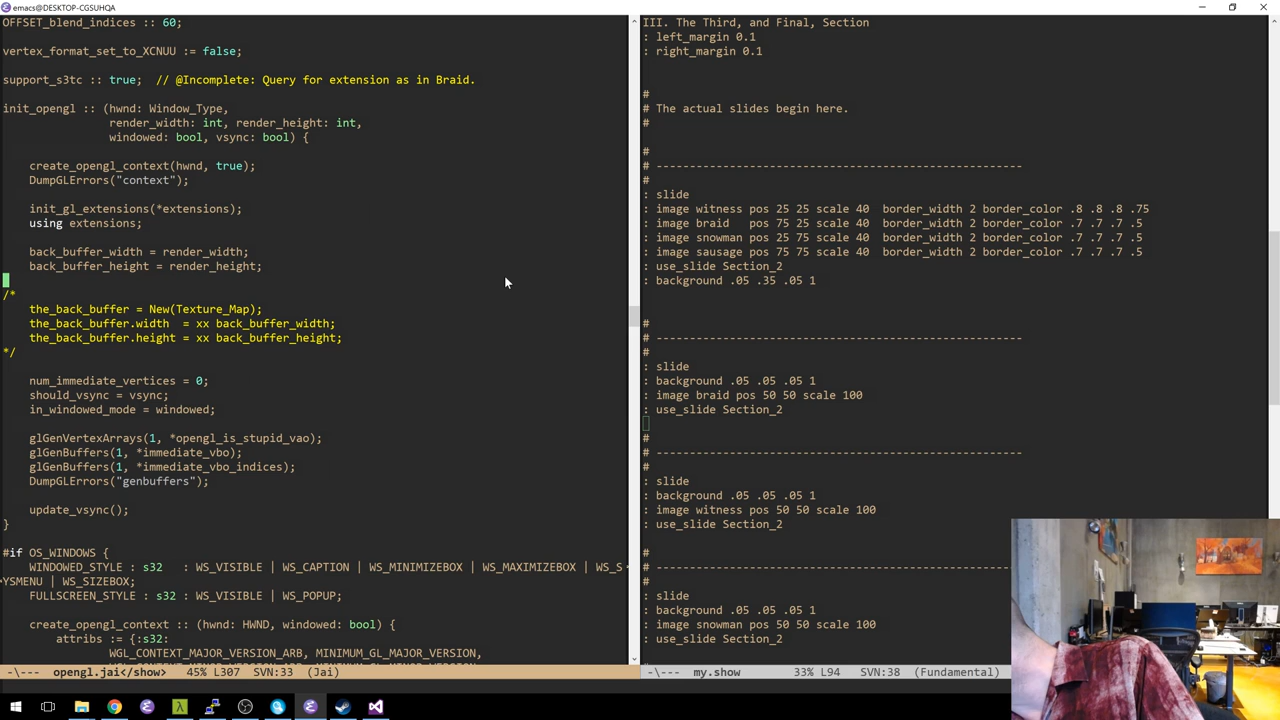 emacs@DESKTOP-CGSUHQA
OFFSET_blend_indices :: 60;
vertex_format_set_to_XCNUU := false;
support_s3tc :: true;  // @Incomplete: Query for extension as in Braid.
init_opengl :: (hwnd: Window_Type,
render_width: int, render_height: int,
windowed: bool, vsync: bool) {
create_opengl_context(hwnd, true);
DumpGLErrors("context");
init_gl_extensions(*extensions);
using extensions;
back_buffer_width = render_width;
back_buffer_height = render_height;
/*
the_back_buffer = New(Texture_Map);
the_back_buffer.width  = xx back_buffer_width;
the_back_buffer.height = xx back_buffer_height;
*/
num_immediate_vertices = 0;
should_vsync = vsync;
in_windowed_mode = windowed;
glGenVertexArrays(1, *opengl_is_stupid_vao);
glGenBuffers(1, *immediate_vbo);
glGenBuffers(1, *immediate_vbo_indices);
DumpGLErrors("genbuffers");
update_vsync();
}
#if OS_WINDOWS {
WINDOWED_STYLE : s32   : WS_VISIBLE | WS_CAPTION | WS_MINIMIZEBOX | WS_MAXIMIZEBOX | WS_S
YSMENU | WS_SIZEBOX;
FULLSCREEN_STYLE : s32 : WS_VISIBLE | WS_POPUP;
create_opengl_context :: (hwnd: HWND, windowed: bool) {
attribs := {:s32:
WGL_CONTEXT_MAJOR_VERSION_ARB, MINIMUM_GL_MAJOR_VERSION,
-\--- opengl.jai</show> 45% L307 SVN:33 (Jai)
III. The Third, and Final, Section
: left_margin 0.1
: right_margin 0.1
#
# The actual slides begin here.
#
#
# --------------------------------------------------------
#
: slide
: image witness pos 25 25 scale 40  border_width 2 border_color .8 .8 .8 .75
: image braid   pos 75 25 scale 40  border_width 2 border_color .7 .7 .7 .5
: image snowman pos 25 75 scale 40  border_width 2 border_color .7 .7 .7 .5
: image sausage pos 75 75 scale 40  border_width 2 border_color .7 .7 .7 .5
: use_slide Section_2
: background .05 .35 .05 1
#
# --------------------------------------------------------
#
: slide
: background .05 .05 .05 1
: image braid pos 50 50 scale 100
: use_slide Section_2
#
# --------------------------------------------------------
#
: slide
: background .05 .05 .05 1
: image witness pos 50 50 scale 100
: use_slide Section_2
#
# --------------------------------------------------------
#
: slide
: background .05 .05 .05 1
: image snowman pos 50 50 scale 100
: use_slide Section_2
-\--- my.show 33% L94 SVN:38 (Fundamental)